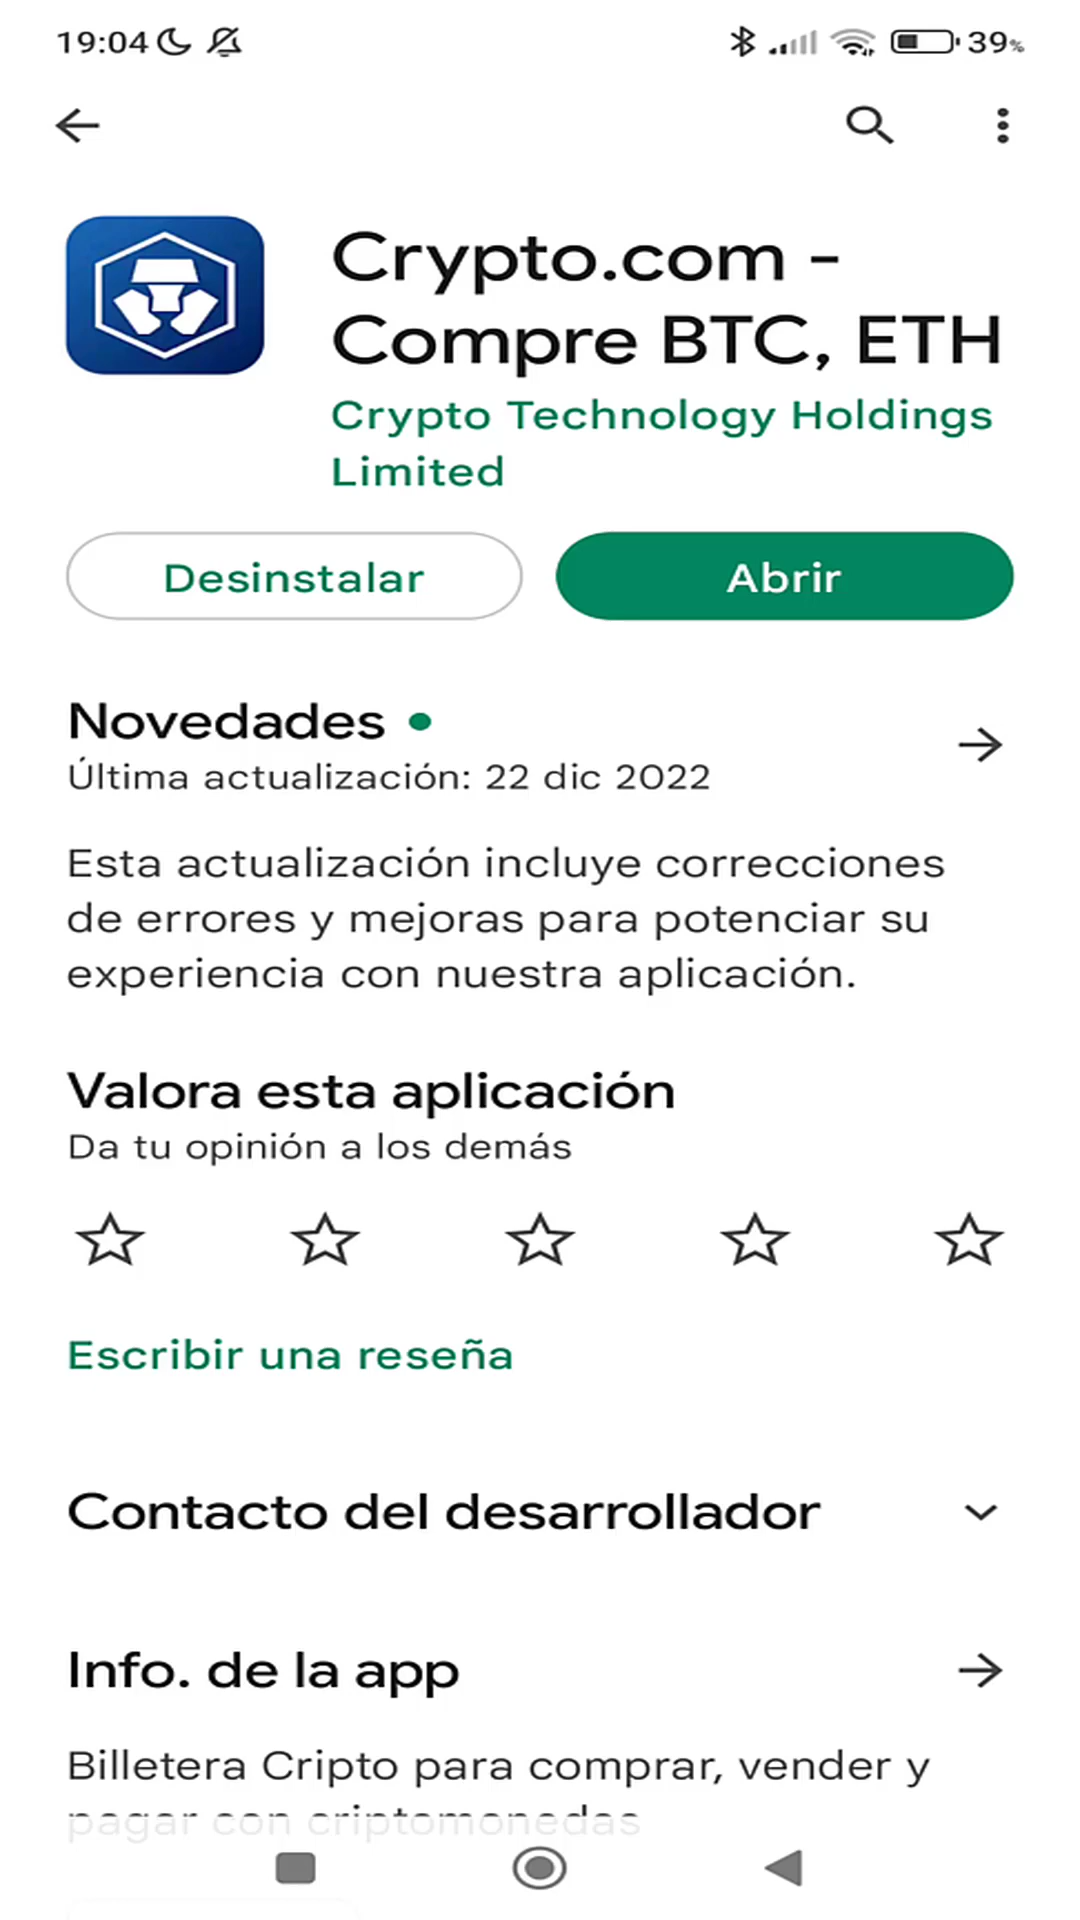 19:04
39%
Crypto.com -
Compre BTC, ETH
Crypto Technology Holdings
Limited
Desinstalar
Abrir
Novedades
Última actualización: 22 dic 2022
Esta actualización incluye correcciones
de errores y mejoras para potenciar su
experiencia con nuestra aplicación.
Valora esta aplicación
Da tu opinión a los demás
Escribir una reseña
Contacto del desarrollador
Info. de la app
Billetera Cripto para comprar, vender y
pagar con criptomonedas